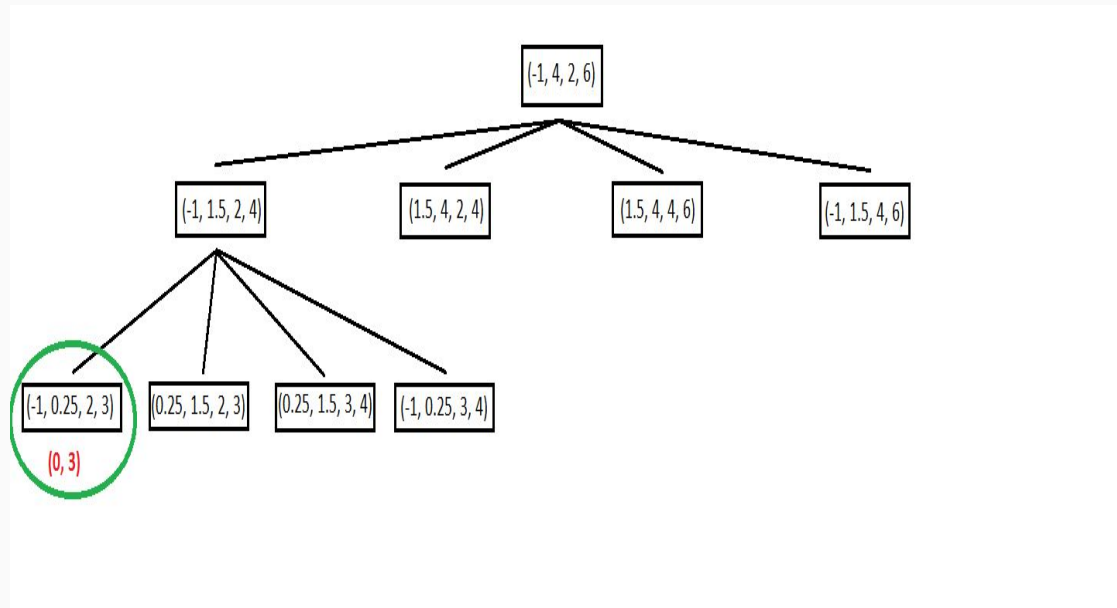 (-1, 4, 2, 6)
(-1, 1.5, 2, 4)
(1.5, 4, 2, 4)
(1.5, 4, 4, 6)
(-1, 1.5, 4, 6)
(-1, 0.25, 2, 3)
(0.25, 1.5, 2, 3)
(0.25, 1.5, 3, 4)
(-1, 0.25, 3, 4)
(0, 3)